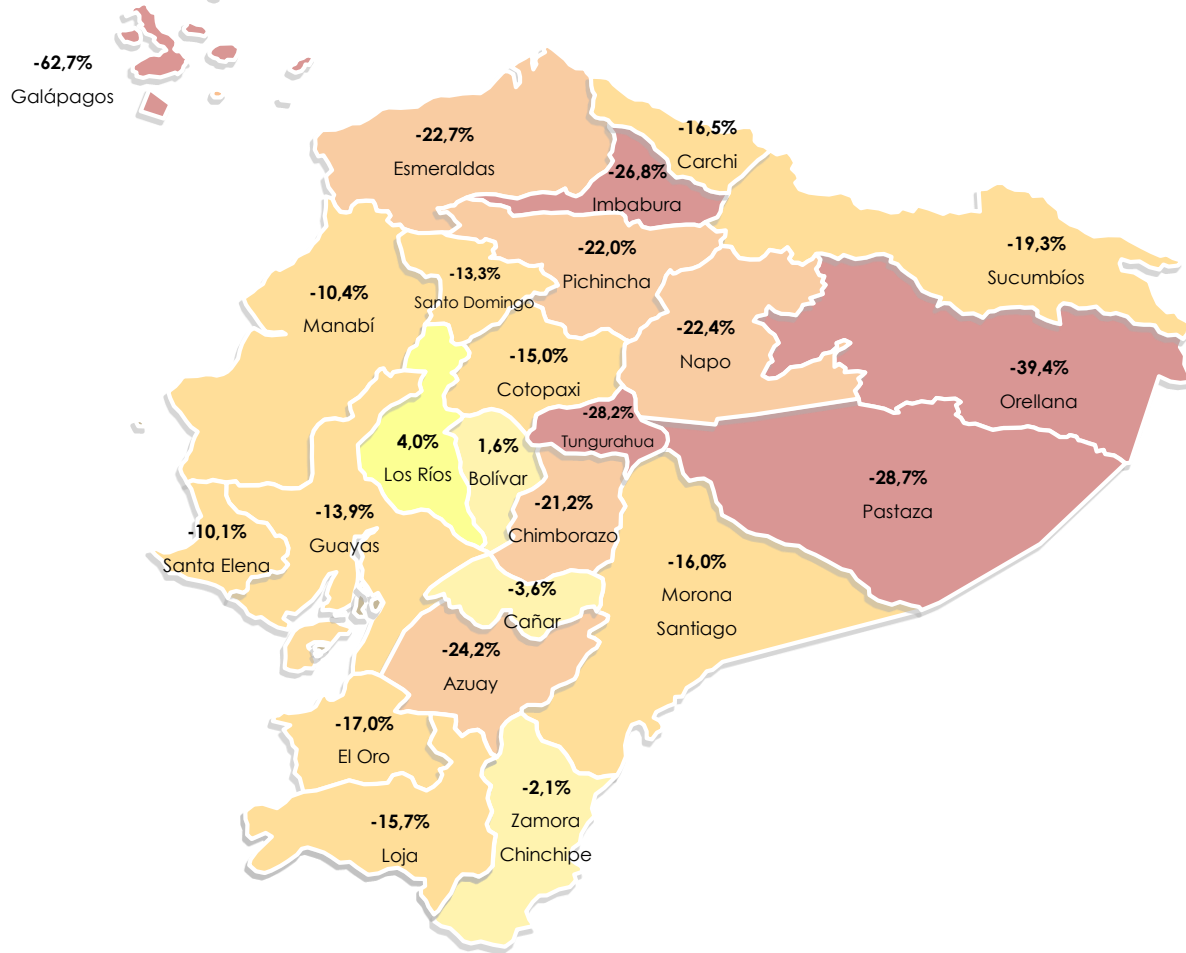 -62,7%
Galápagos
-22,7%
Esmeraldas
-16,5%
Carchi
-26,8%
Imbabura
-19,3%
Sucumbíos
-22,0%
Pichincha
-13,3%
Santo Domingo
-10,4%
Manabí
-22,4%
Napo
-15,0%
Cotopaxi
-39,4%
Orellana
-28,2%
Tungurahua
4,0%
Los Ríos
1,6%
Bolívar
-28,7%
Pastaza
-21,2%
Chimborazo
-13,9%
Guayas
-10,1%
Santa Elena
-16,0%
Morona
Santiago
-3,6%
Cañar
-24,2%
Azuay
-17,0%
El Oro
-2,1%
Zamora
Chinchipe
-15,7%
Loja